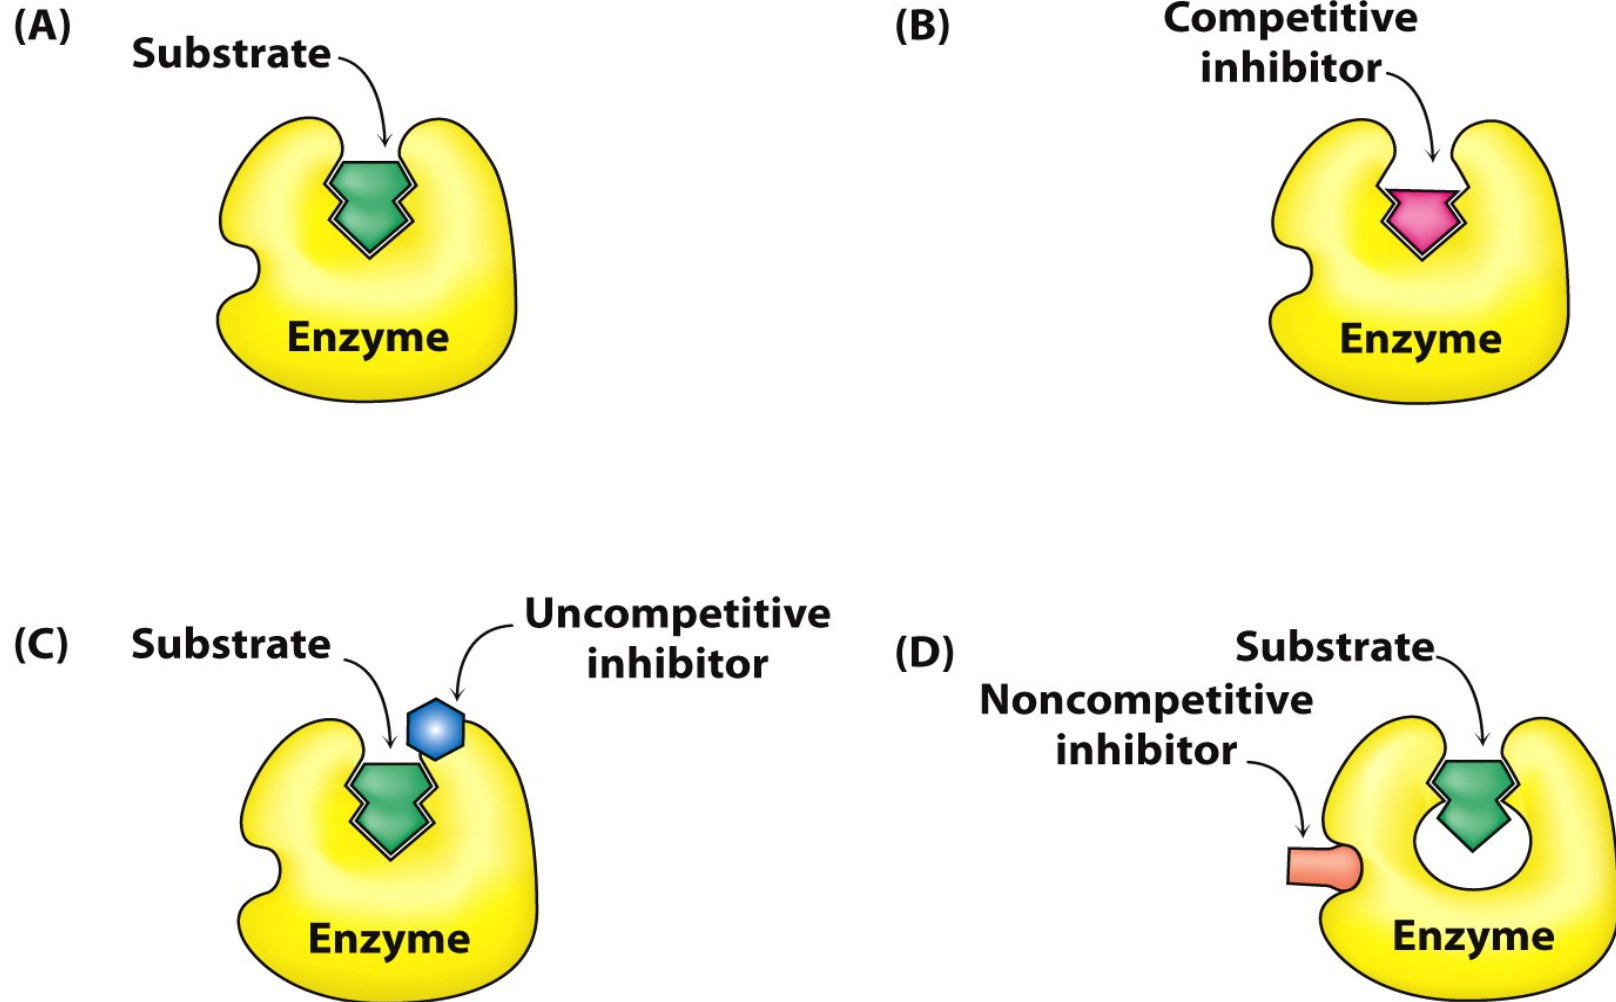 (A)
Substrate
Enzyme
(B)
Competitive
inhibitor
Enzyme
(C)
Substrate
Uncompetitive
inhibitor
Enzyme
(D)
Substrate
Noncompetitive
inhibitor
Enzyme